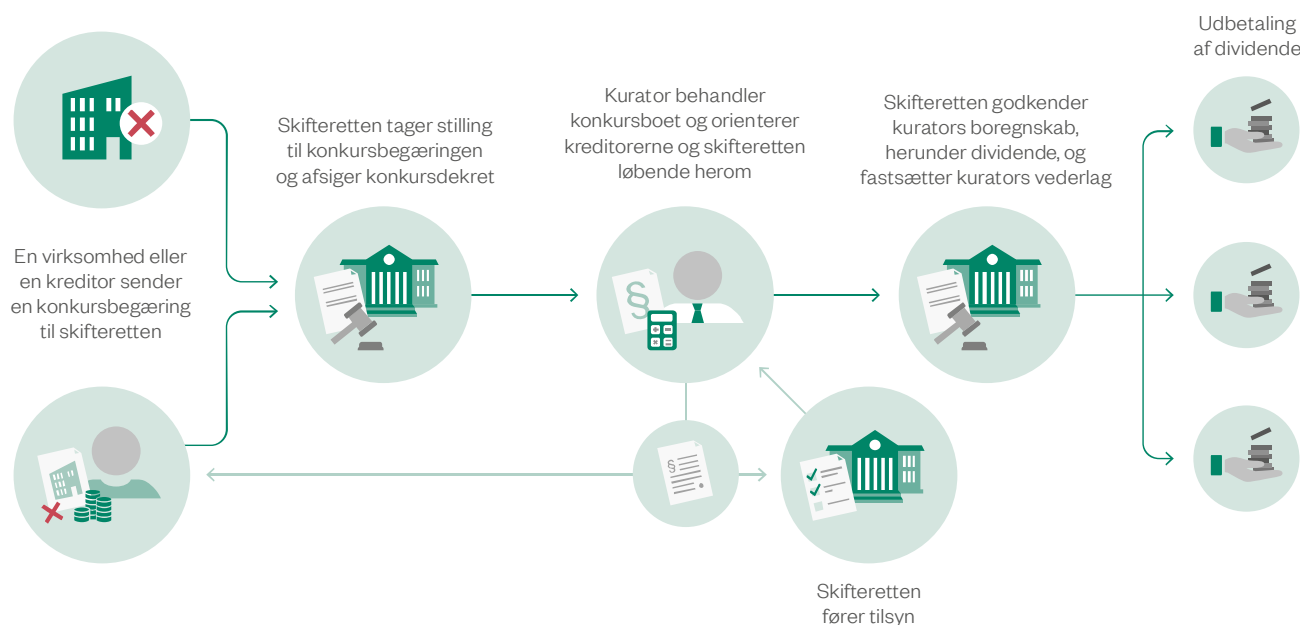 En virksomhed eller
en kreditor sender
en konkursbegæring
til skifteretten
Skifteretten tager stilling
til konkursbegæringen
og afsiger konkursdekret
Kurator behandler
konkursboet og orienterer
kreditorerne og skifteretten
løbende herom
Skifteretten godkender
kurators boregnskab,
herunder dividende, og
fastsætter kurators vederlag
Udbetaling
af dividende
§
§
Skifteretten
fører tilsyn